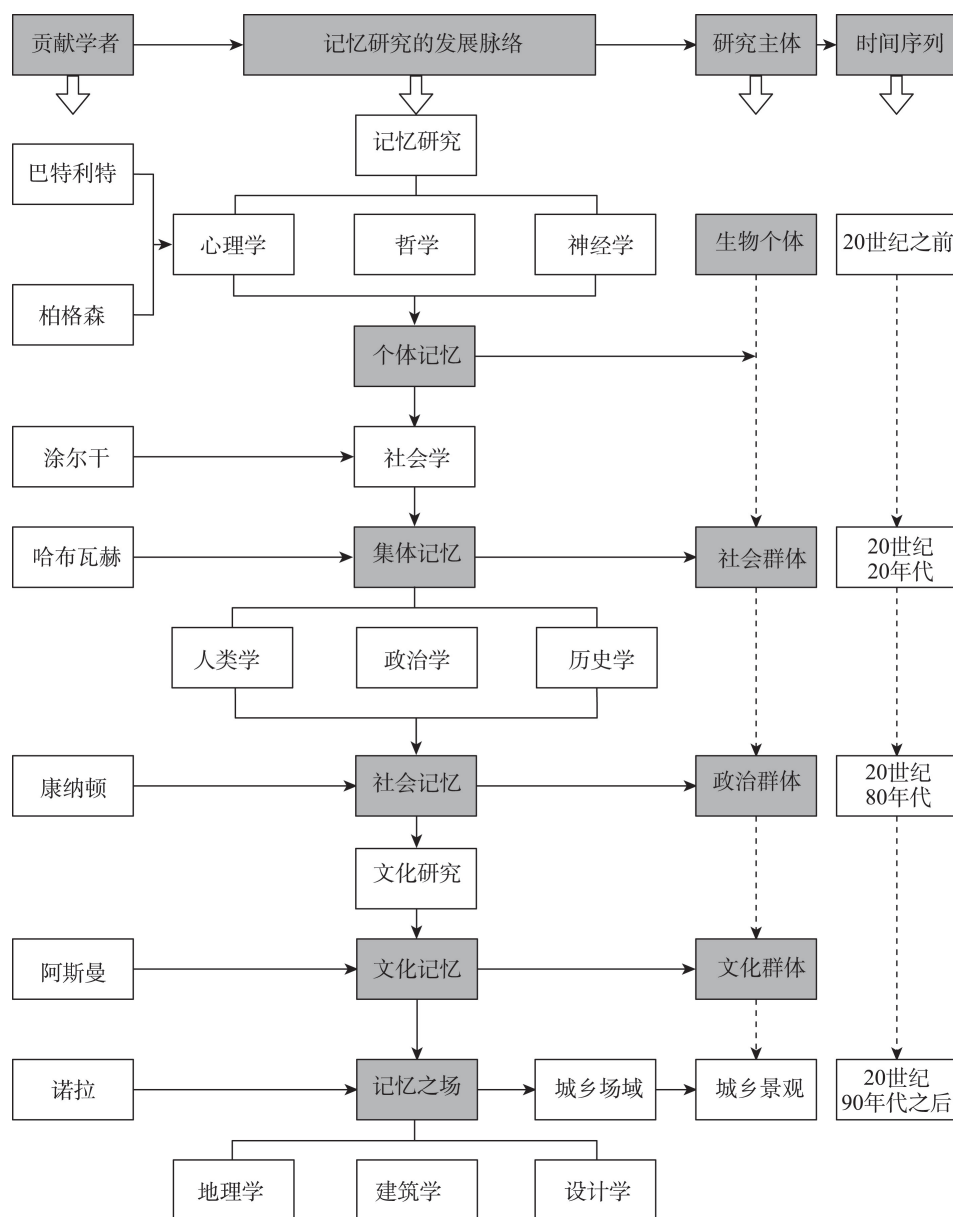 贡献学者
记忆研究的发展脉络
研究主体
时间序列
记忆研究
巴特利特
心理学
哲学
神经学
生物个体
20世纪之前
柏格森
个体记忆
涂尔干
社会学
哈布瓦赫
集体记忆
社会群体
20世纪
20年代
人类学
政治学
历史学
康纳顿
社会记忆
政治群体
20世纪
80年代
文化研究
阿斯曼
文化记忆
文化群体
诺拉
记忆之场
城乡场域
城乡景观
20世纪
90年代之后
地理学
建筑学
设计学